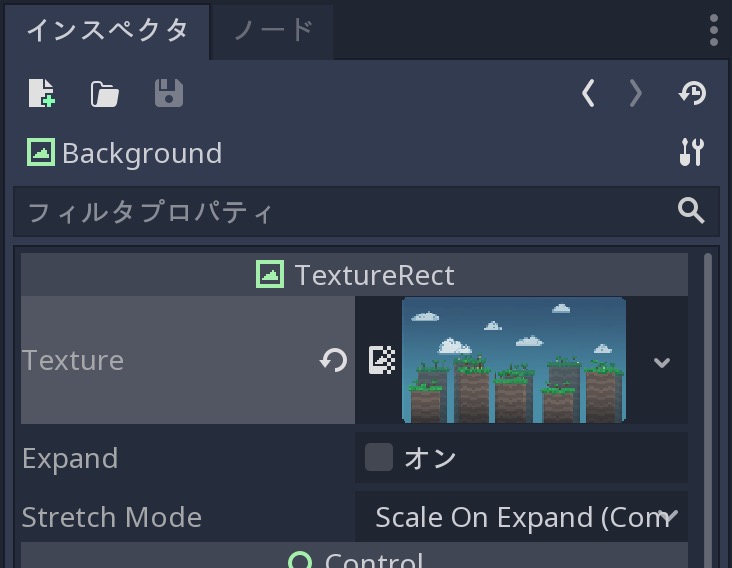 インスペクタ ノード
Background
フィルタプロパティ
TextureRect
Texture
Expand オン
Stretch Mode Scale On Expand (Com
Control